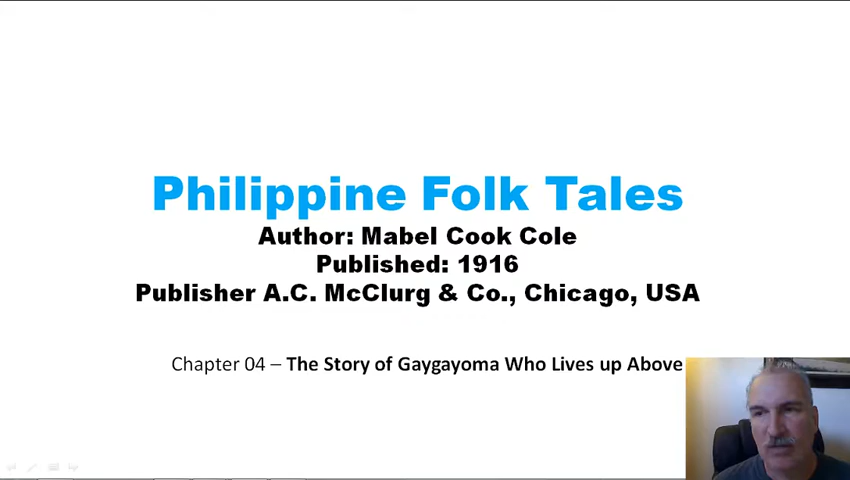 Philippine Folk Tales
Author: Mabel Cook Cole
Published: 1916
Publisher A.C. McClurg & Co., Chicago, USA
Chapter 04 – The Story of Gaygayoma Who Lives up Above